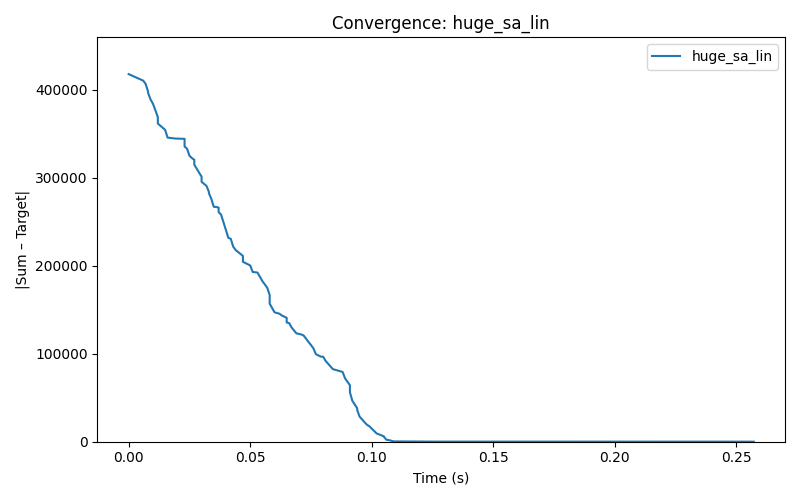 Convergence: huge_sa_lin
huge_sa_lin
|Sum – Target|
400000
300000
200000
100000
0
0.00 0.05 0.10 0.15 0.20 0.25
Time (s)